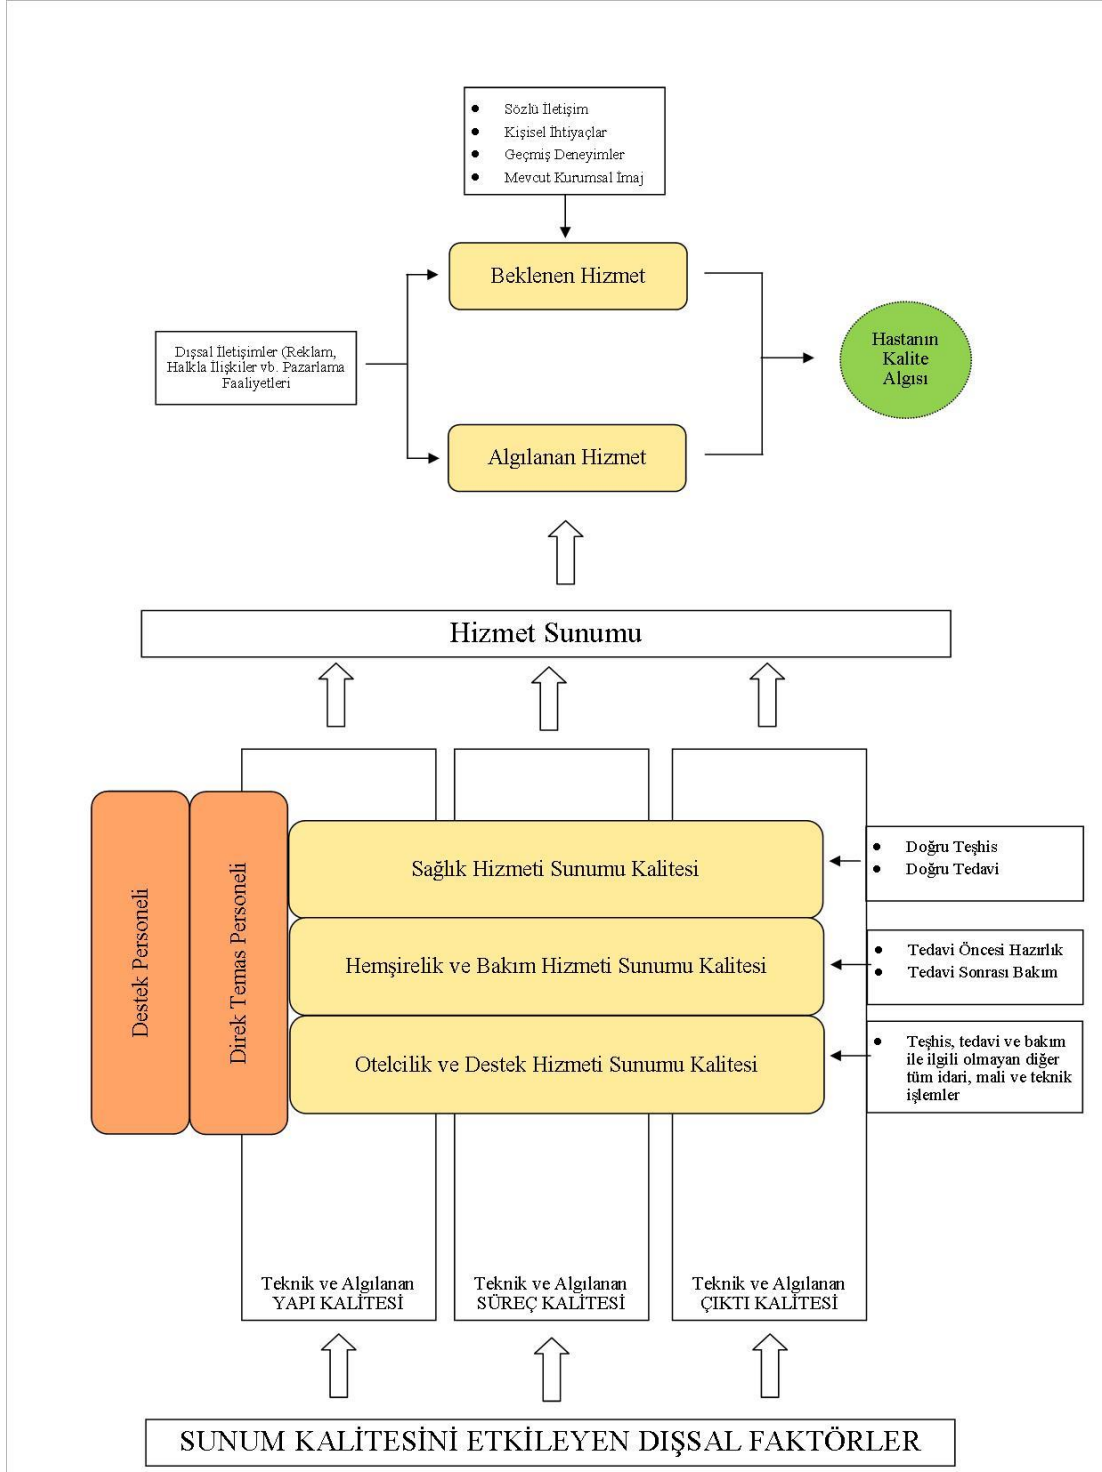 Sözlü İletişim
Kişisel İhtiyaçlar
Geçmiş Deneyimler
Mevcut Kurumsal İmaj
Beklenen Hizmet
Dışsal İletişimler (Reklam,
Halkla İlişkiler vb. Pazarlama
Faaliyetleri
Hastanın
Kalite
Algısı
Algılanan Hizmet
Hizmet Sunumu
Destek Personeli
Direk Temas Personeli
Sağlık Hizmeti Sunumu Kalitesi
Doğru Teşhis
Doğru Tedavi
Hemşirelik ve Bakım Hizmeti Sunumu Kalitesi
Tedavi Öncesi Hazırlık
Tedavi Sonrası Bakım
Otelcilik ve Destek Hizmeti Sunumu Kalitesi
Teşhis, tedavi ve bakım
ile ilgili olmayan diğer
tüm idari, mali ve teknik
işlemler
Teknik ve Algılanan
YAPI KALİTESİ
Teknik ve Algılanan
SÜREÇ KALİTESİ
Teknik ve Algılanan
ÇIKTI KALİTESİ
SUNUM KALİTESİNİ ETKİLEYEN DIŞSAL FAKTÖRLER